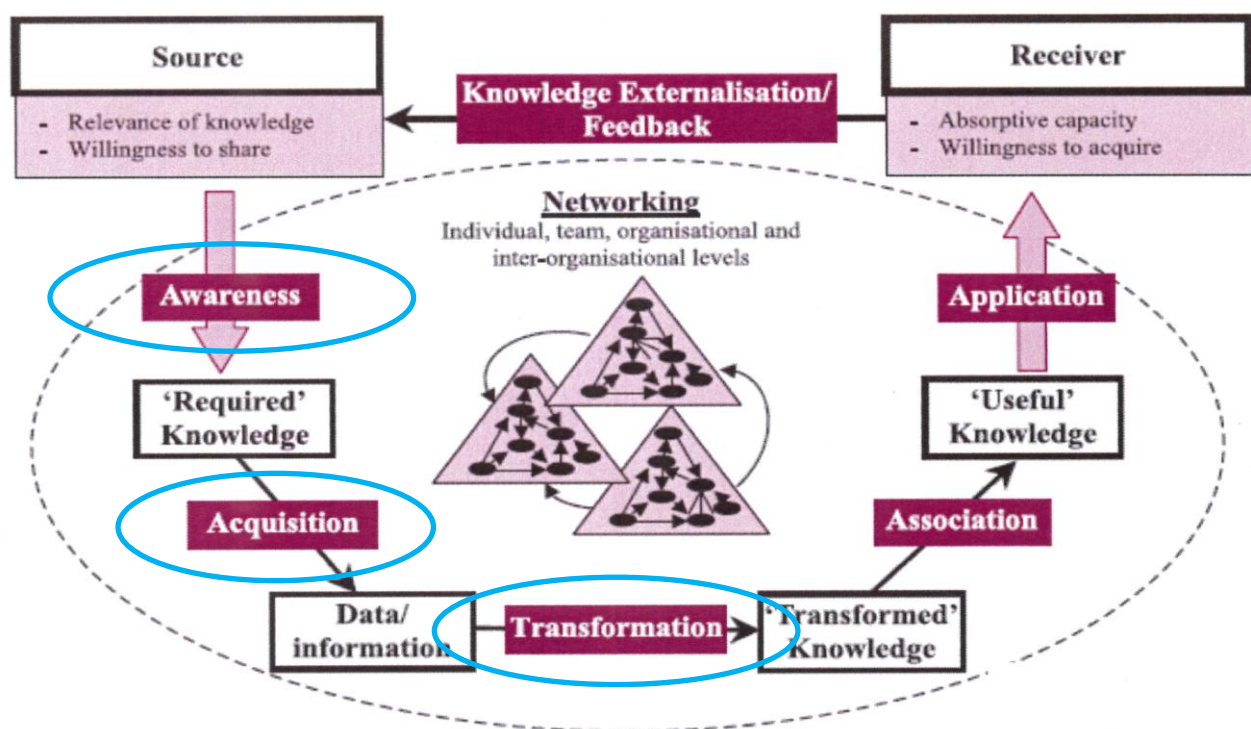 Source
- Relevance of knowledge
- Willingness to share
Knowledge Externalisation/
Feedback
Receiver
- Absorptive capacity
- Willingness to acquire
Networking
Individual, team, organisational and
inter-organisational levels
Awareness
Application
‘Required’
Knowledge
‘Useful’
Knowledge
Acquisition
Association
Data/
information
Transformation
‘Transformed’
Knowledge